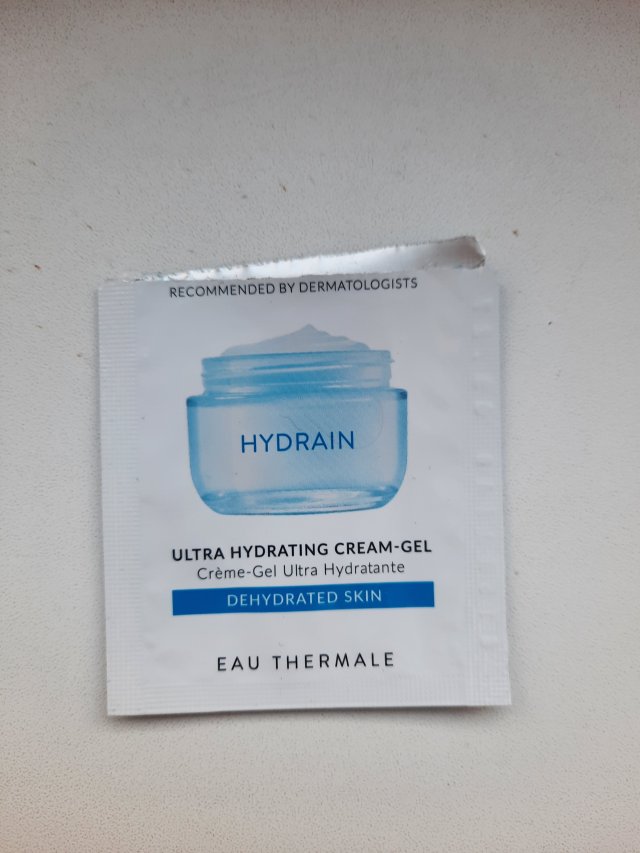 RECOMMENDED BY DERMATOLOGISTS
HYDRAIN
ULTRA HYDRATING CREAM-GEL
Crème-Gel Ultra Hydratante
DEHYDRATED SKIN
EAU THERMALE